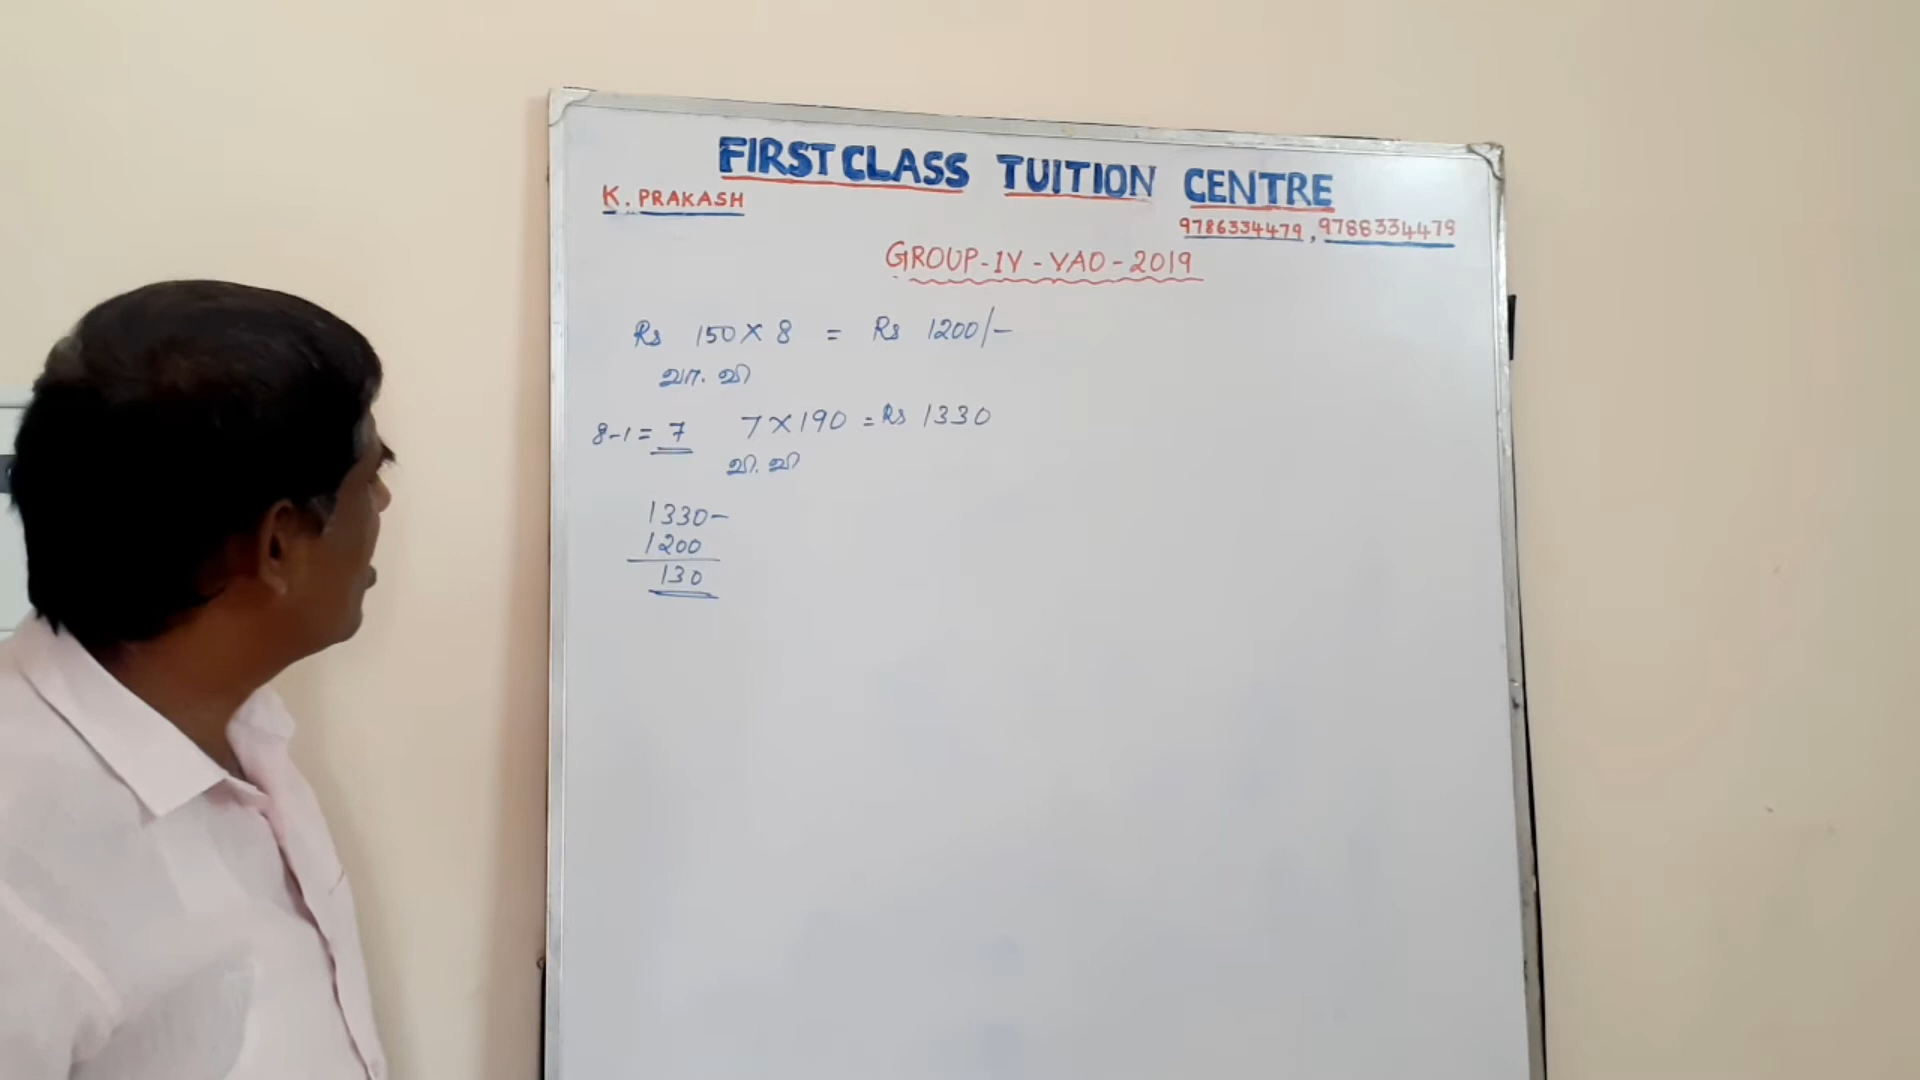 FIRST CLASS TUITION CENTRE
K. PRAKASH
9786334479, 9788334479
GROUP-IV-VAO-2019
Rs 150 × 8 = Rs 1200/-
வா. வி
8-1 = 7 7 × 190 = Rs 1330
வி. வி
1330-
1200
130